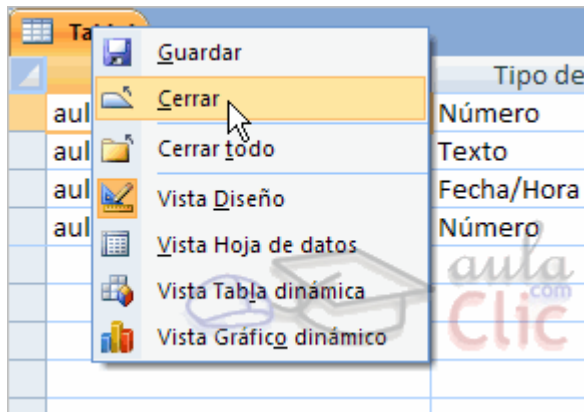 Guardar
Tipo de
Cerrar
aul Número
aul Cerrar todo Texto
aul Vista Diseño Fecha/Hora
aul Vista Hoja de datos Número
Vista Tabla dinámica
Vista Gráfico dinámico
aula
.com
Clic